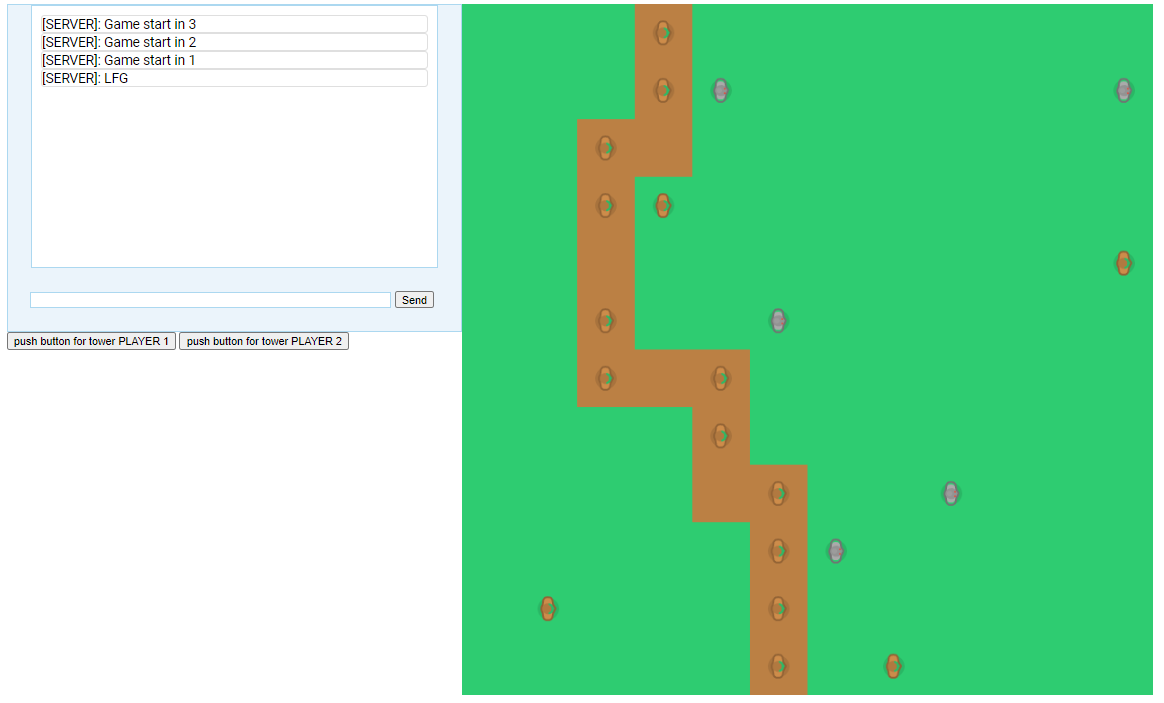 [SERVER]: Game start in 3
[SERVER]: Game start in 2
[SERVER]: Game start in 1
[SERVER]: LFG
Send
push button for tower PLAYER 1 push button for tower PLAYER 2